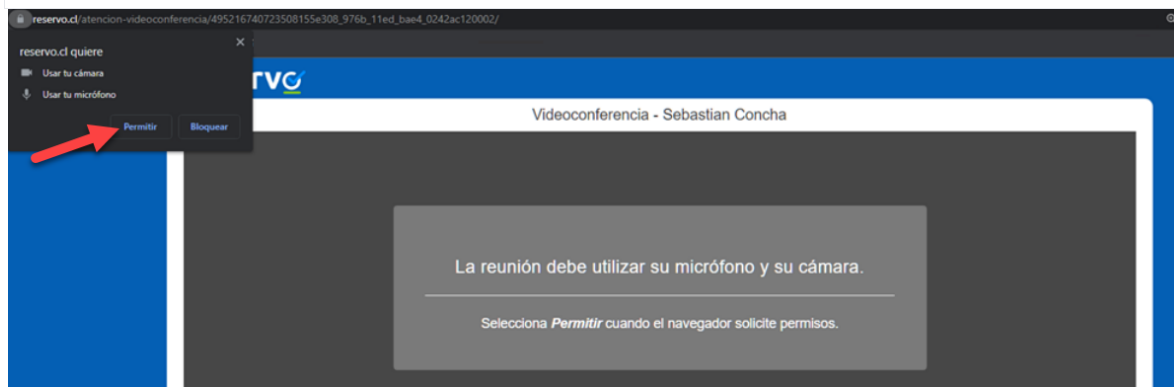 reservo.cl/atencion-videoconferencia/495216740723508155e308_976b_11ed_bae4_0242ac120002/
reservo.cl quiere
Usar tu cámara
Usar tu micrófono
Permitir Bloquear
rvo
Videoconferencia - Sebastian Concha
La reunión debe utilizar su micrófono y su cámara.
Selecciona Permitir cuando el navegador solicite permisos.